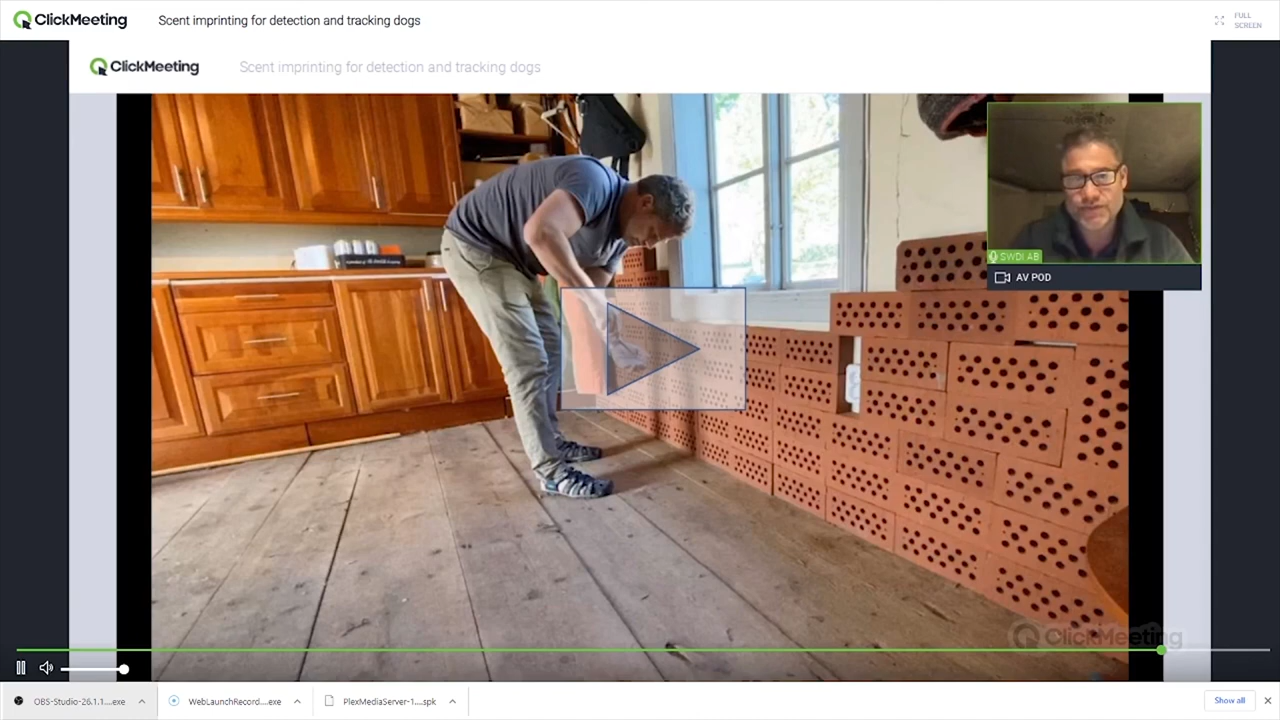 ClickMeeting Scent imprinting for detection and tracking dogs
FULL
SCREEN
ClickMeeting Scent imprinting for detection and tracking dogs
SWDI AB
AV POD
ClickMeeting
OBS-Studio-26.1.1....exe
WebLaunchRecord....exe
PlexMediaServer-1....spk
Show all